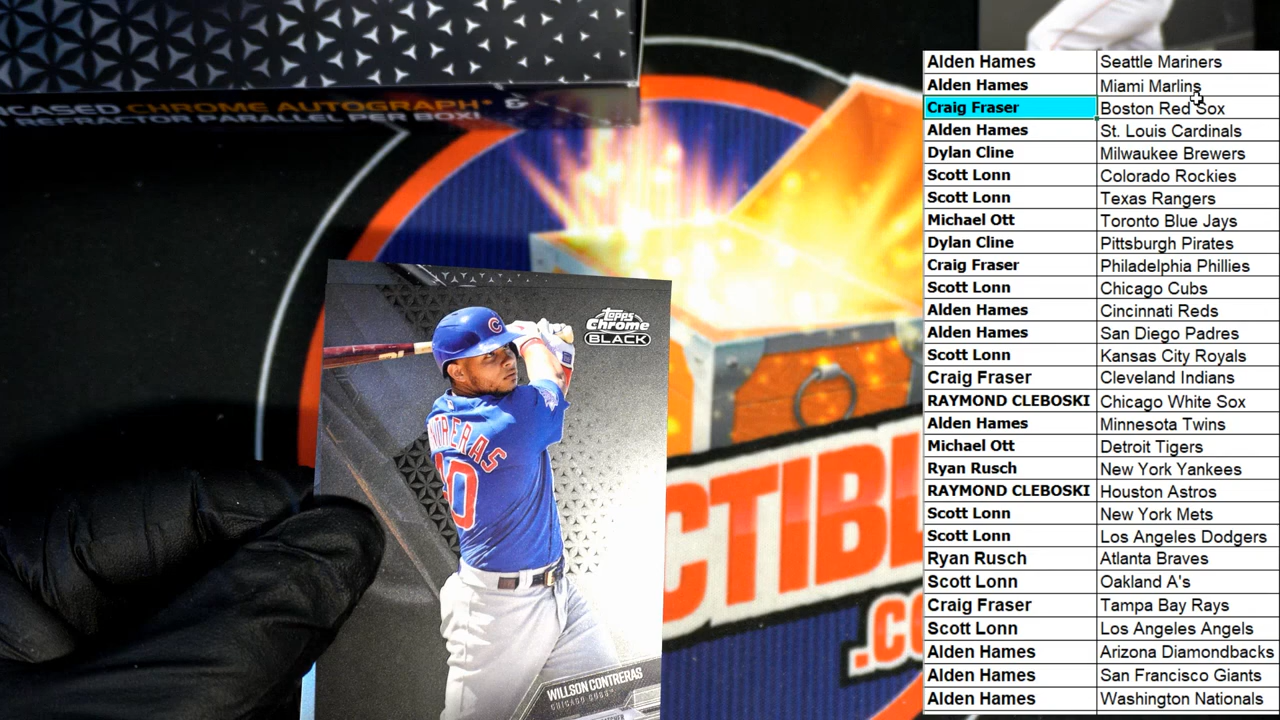 NCASED CHROME AUTOGRAPH* &
REFRACTOR PARALLEL PER BOX!
Topps
Chrome
BLACK
C
CONTRERAS
40
WILLSON CONTRERAS
CHICAGO CUBS
CATCHER
CTIBL
.CO
Alden Hames Seattle Mariners
Alden Hames Miami Marlins
Craig Fraser Boston Red Sox
Alden Hames St. Louis Cardinals
Dylan Cline Milwaukee Brewers
Scott Lonn Colorado Rockies
Scott Lonn Texas Rangers
Michael Ott Toronto Blue Jays
Dylan Cline Pittsburgh Pirates
Craig Fraser Philadelphia Phillies
Scott Lonn Chicago Cubs
Alden Hames Cincinnati Reds
Alden Hames San Diego Padres
Scott Lonn Kansas City Royals
Craig Fraser Cleveland Indians
RAYMOND CLEBOSKI Chicago White Sox
Alden Hames Minnesota Twins
Michael Ott Detroit Tigers
Ryan Rusch New York Yankees
RAYMOND CLEBOSKI Houston Astros
Scott Lonn New York Mets
Scott Lonn Los Angeles Dodgers
Ryan Rusch Atlanta Braves
Scott Lonn Oakland A's
Craig Fraser Tampa Bay Rays
Scott Lonn Los Angeles Angels
Alden Hames Arizona Diamondbacks
Alden Hames San Francisco Giants
Alden Hames Washington Nationals